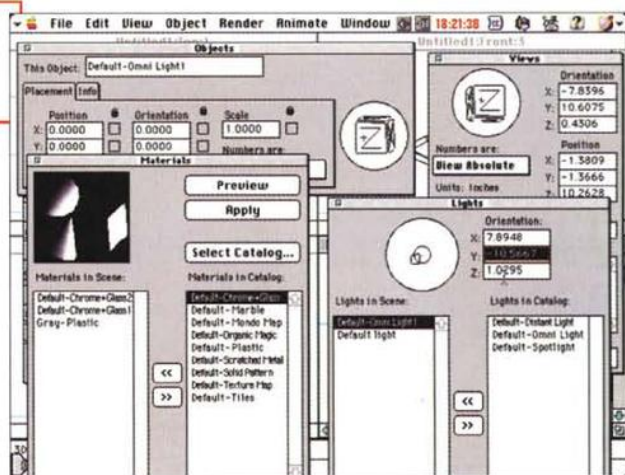 File Edit View Object Render Animate Window 18:21:38
Objects
This Object: Default-Omni Light1
Placement Info
Position Orientation Scale
X: 0.0000 0.0000 1.0000
Y: 0.0000 0.0000 Numbers are:
Views
Orientation
X: -7.8396
Y: 10.6075
Z: 0.4306
Numbers are:
View Absolute
Units: Inches
Position
X: -1.3809
Y: -1.3666
Z: 10.2628
Materials
Preview
Apply
Select Catalog...
Materials in Scene:
Default-Chrome+Glass2
Default-Chrome+Glass1
Gray-Plastic
<<
>>
Materials in Catalog:
Default-Chrome+Glass
Default-Marble
Default-Mondo Map
Default-Organic Magic
Default-Plastic
Default-Scratched Metal
Default-Solid Pattern
Default-Texture Map
Default-Tiles
Lights
Orientation:
X: 7.8948
Y: -10.5667
Z: 1.0295
Lights in Scene:
Default-Omni Light1
Default light
<<
>>
Lights in Catalog:
Default-Distant Light
Default-Omni Light
Default-Spotlight